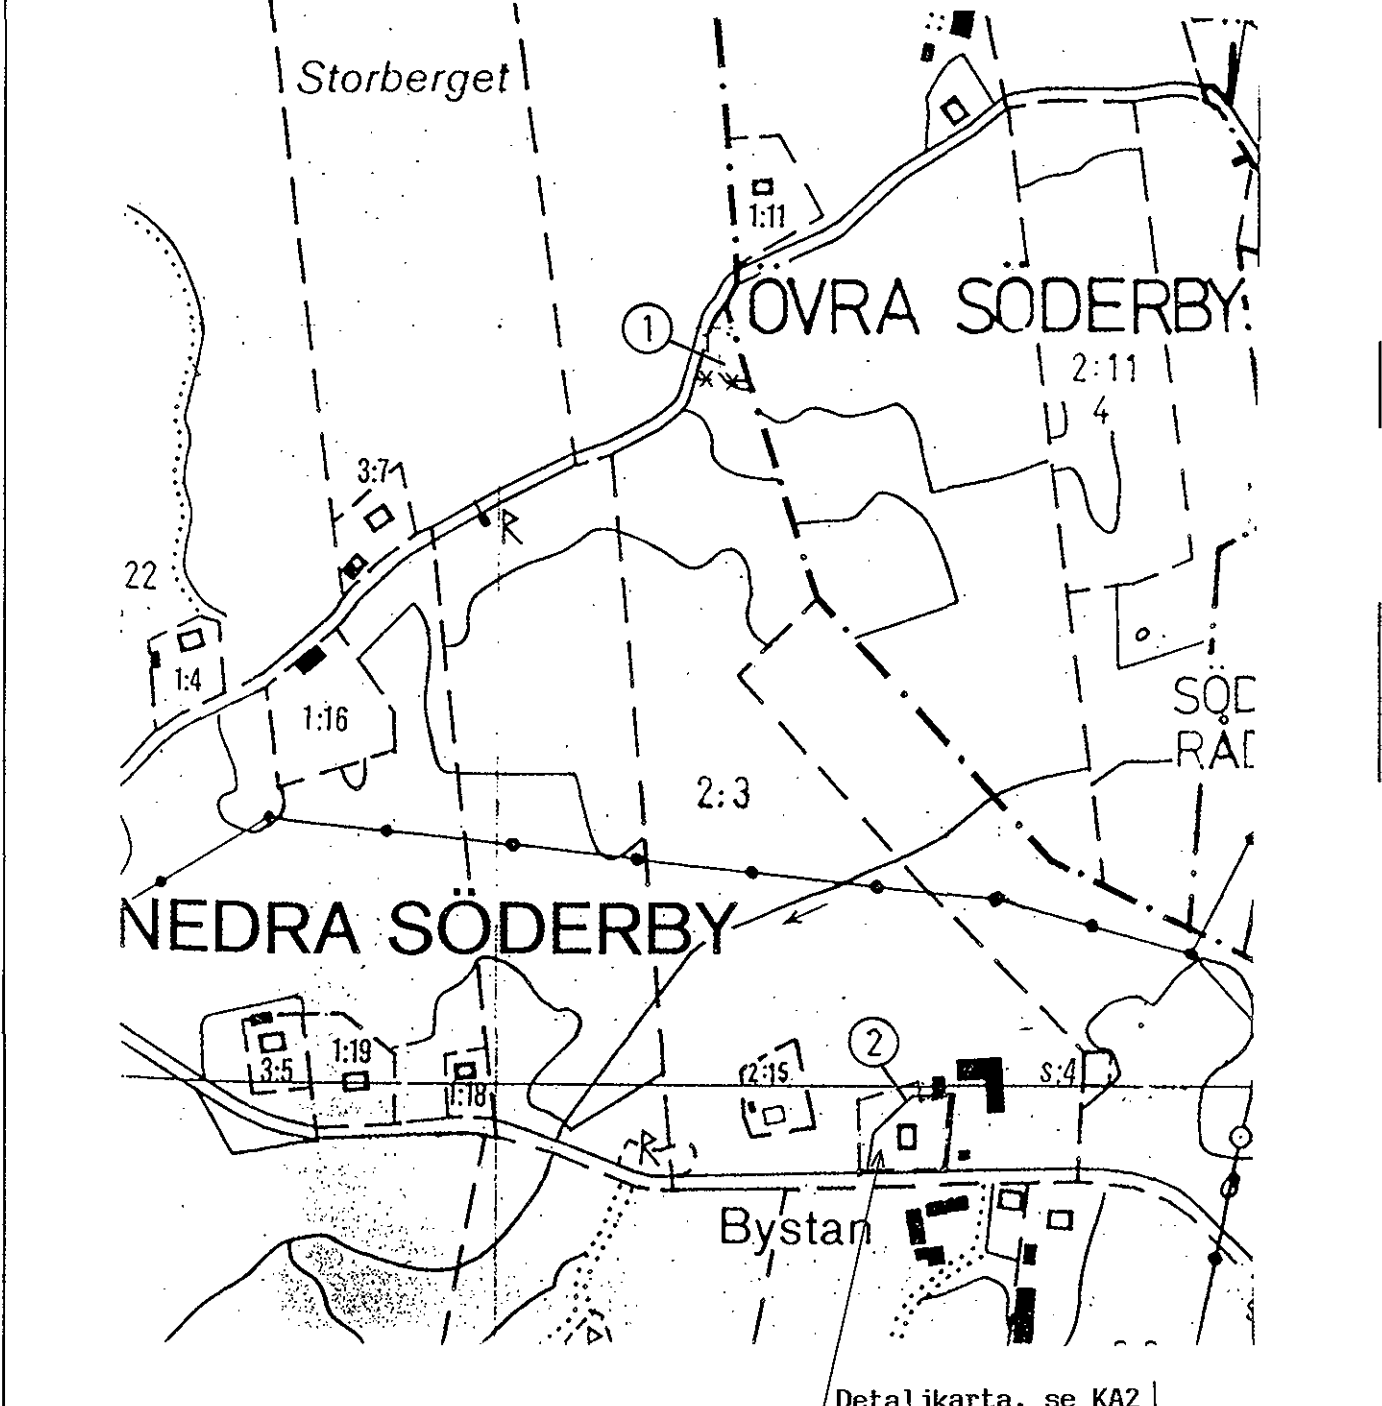 Storberget
1:11
ÖVRA SÖDERBY
1
2:11
4
3:7
R
22
1:4
1:16
SÖD
RÅD
2:3
NEDRA SÖDERBY
3:5
1:19
1:18
2:15
2
s:4
R
Bystan
R
Detaljkarta, se KA2